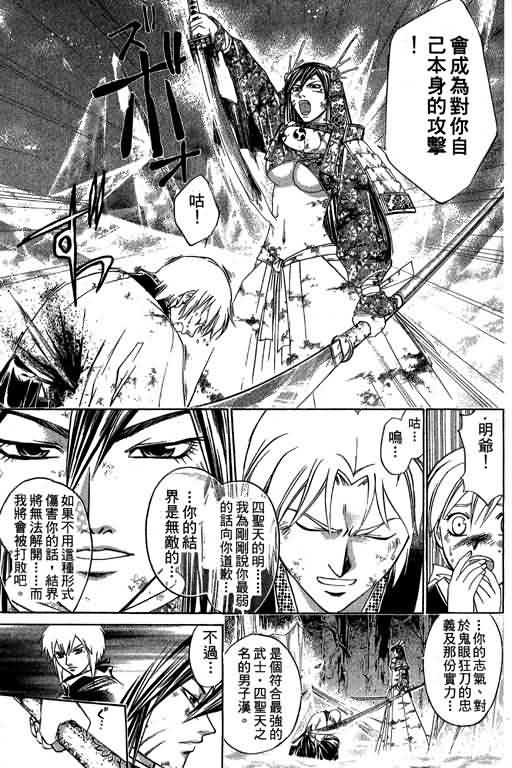 會成為對你自
己本身的攻擊
！
ズボオオ
咕！
明爺！
咕…
嗚…
四聖天的明……
我為剛剛說你最弱
的話向你道歉…
…你的結
界是無敵的…
如果不用這種形式
傷害你的話，結界
將無法解開……而
我將會被打敗吧。
…你的志氣、對
於鬼眼狂刀的忠
義及那份實力…
是個符合最強的
武士・四聖天之
名的男子漢。
不過…